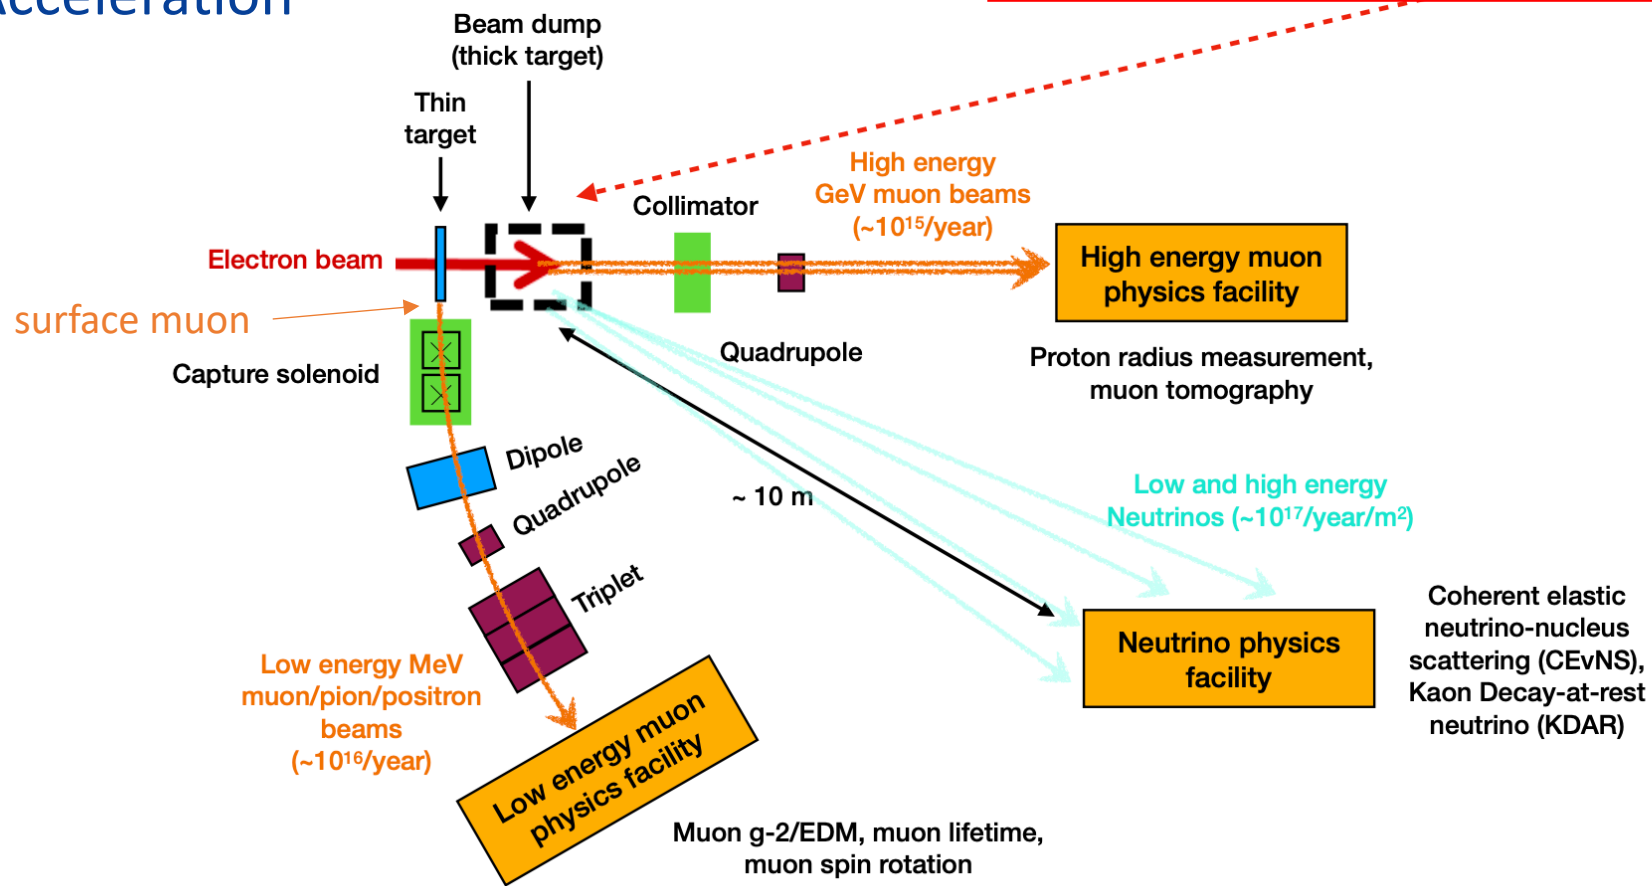 Acceleration
Beam dump
(thick target)
Thin
target
High energy
GeV muon beams
(~10¹⁵/year)
Collimator
Electron beam
High energy muon
physics facility
surface muon
Capture solenoid
Quadrupole
Proton radius measurement,
muon tomography
Dipole
Quadrupole
~ 10 m
Low and high energy
Neutrinos (~10¹⁷/year/m²)
Triplet
Coherent elastic
neutrino-nucleus
scattering (CEvNS),
Kaon Decay-at-rest
neutrino (KDAR)
Neutrino physics
facility
Low energy MeV
muon/pion/positron
beams
(~10¹⁶/year)
Low energy muon
physics facility
Muon g-2/EDM, muon lifetime,
muon spin rotation